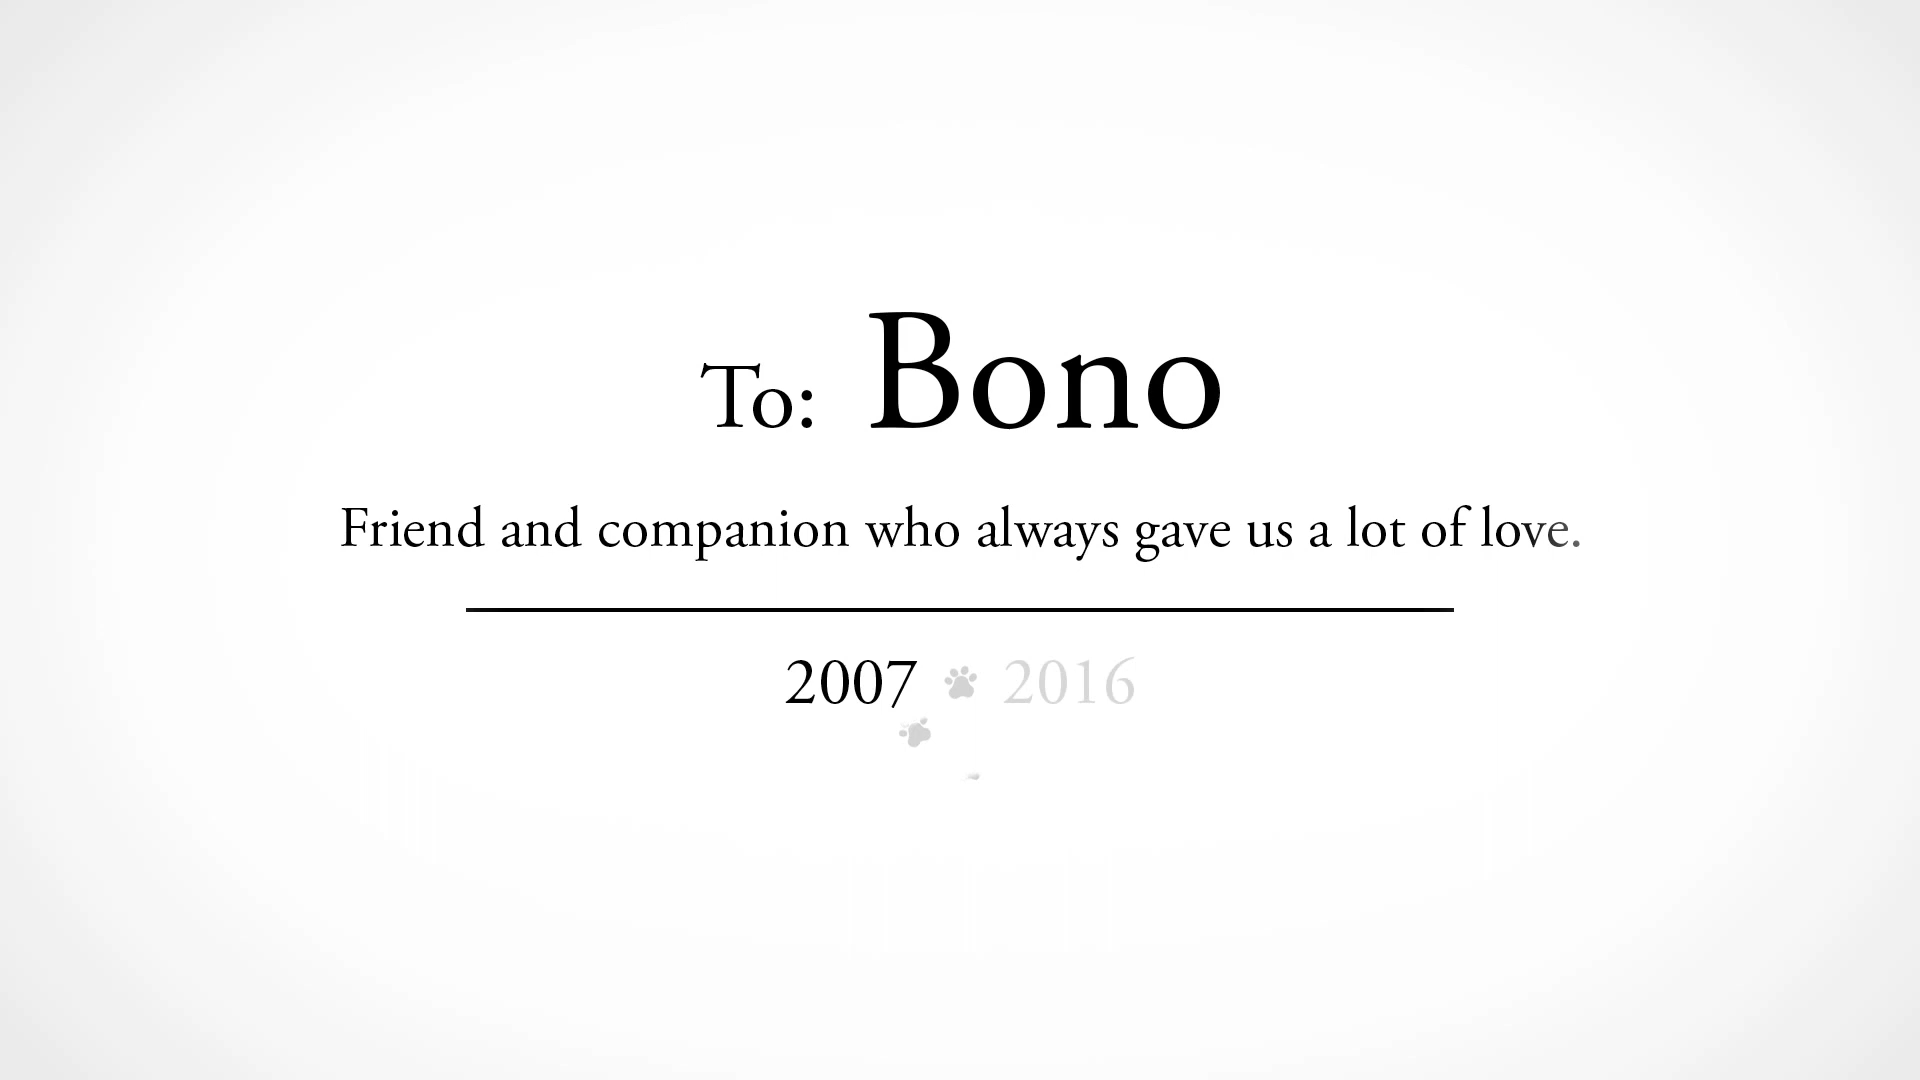 To: Bono
Friend and companion who always gave us a lot of love.
2007 2016